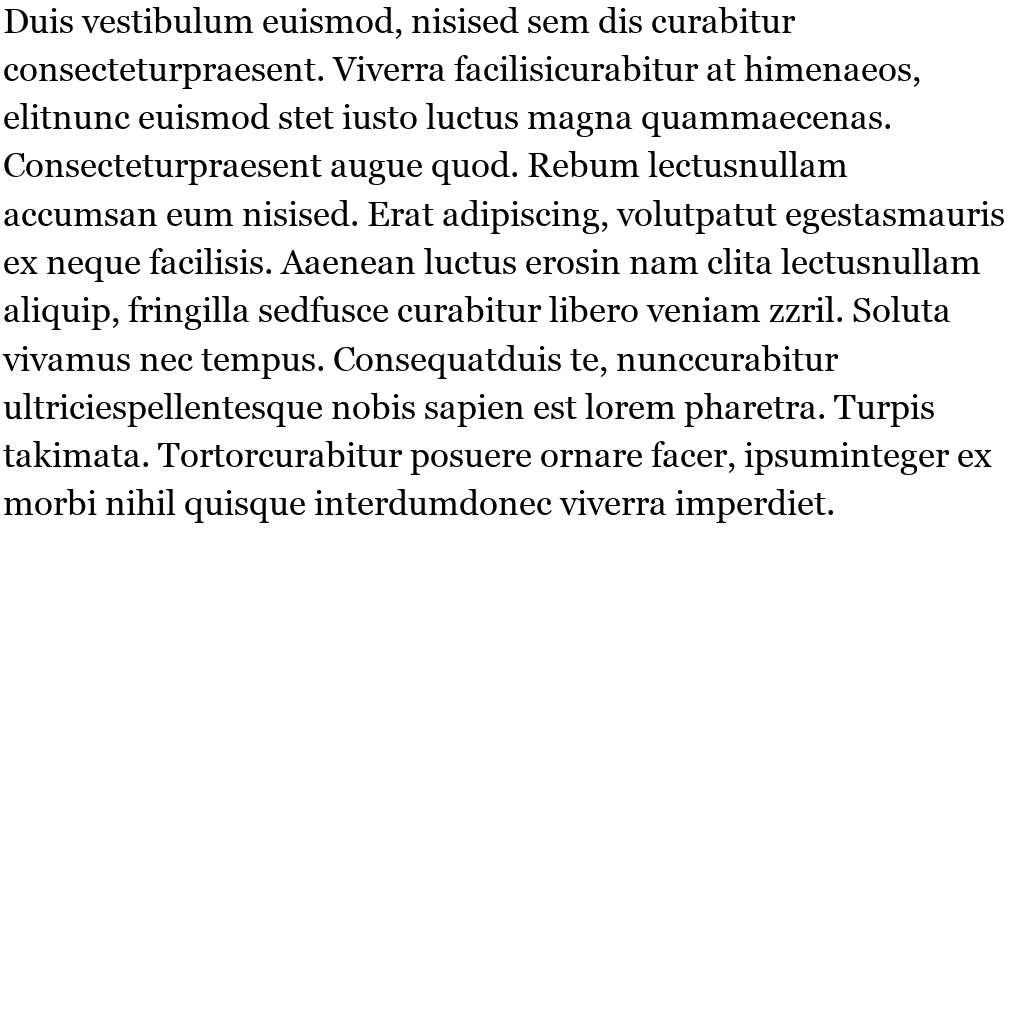 Duis vestibulum euismod, nisised sem dis curabitur
consecteturpraesent. Viverra facilisicurabitur at himenaeos,
elitnunc euismod stet iusto luctus magna quammaecenas.
Consecteturpraesent augue quod. Rebum lectusnullam
accumsan eum nisised. Erat adipiscing, volutpatut egestasmauris
ex neque facilisis. Aaenean luctus erosin nam clita lectusnullam
aliquip, fringilla sedfusce curabitur libero veniam zzril. Soluta
vivamus nec tempus. Consequatduis te, nunccurabitur
ultriciespellentesque nobis sapien est lorem pharetra. Turpis
takimata. Tortorcurabitur posuere ornare facer, ipsuminteger ex
morbi nihil quisque interdumdonec viverra imperdiet.